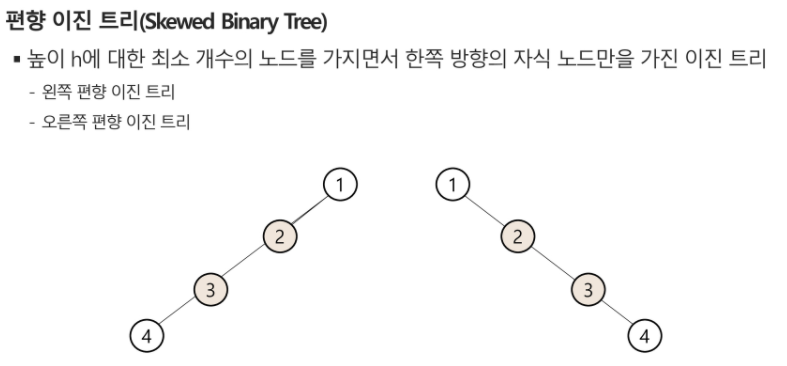 편향 이진 트리(Skewed Binary Tree)
▪ 높이 h에 대한 최소 개수의 노드를 가지면서 한쪽 방향의 자식 노드만을 가진 이진 트리
- 왼쪽 편향 이진 트리
- 오른쪽 편향 이진 트리
1 1
2 2
3 3
4 4